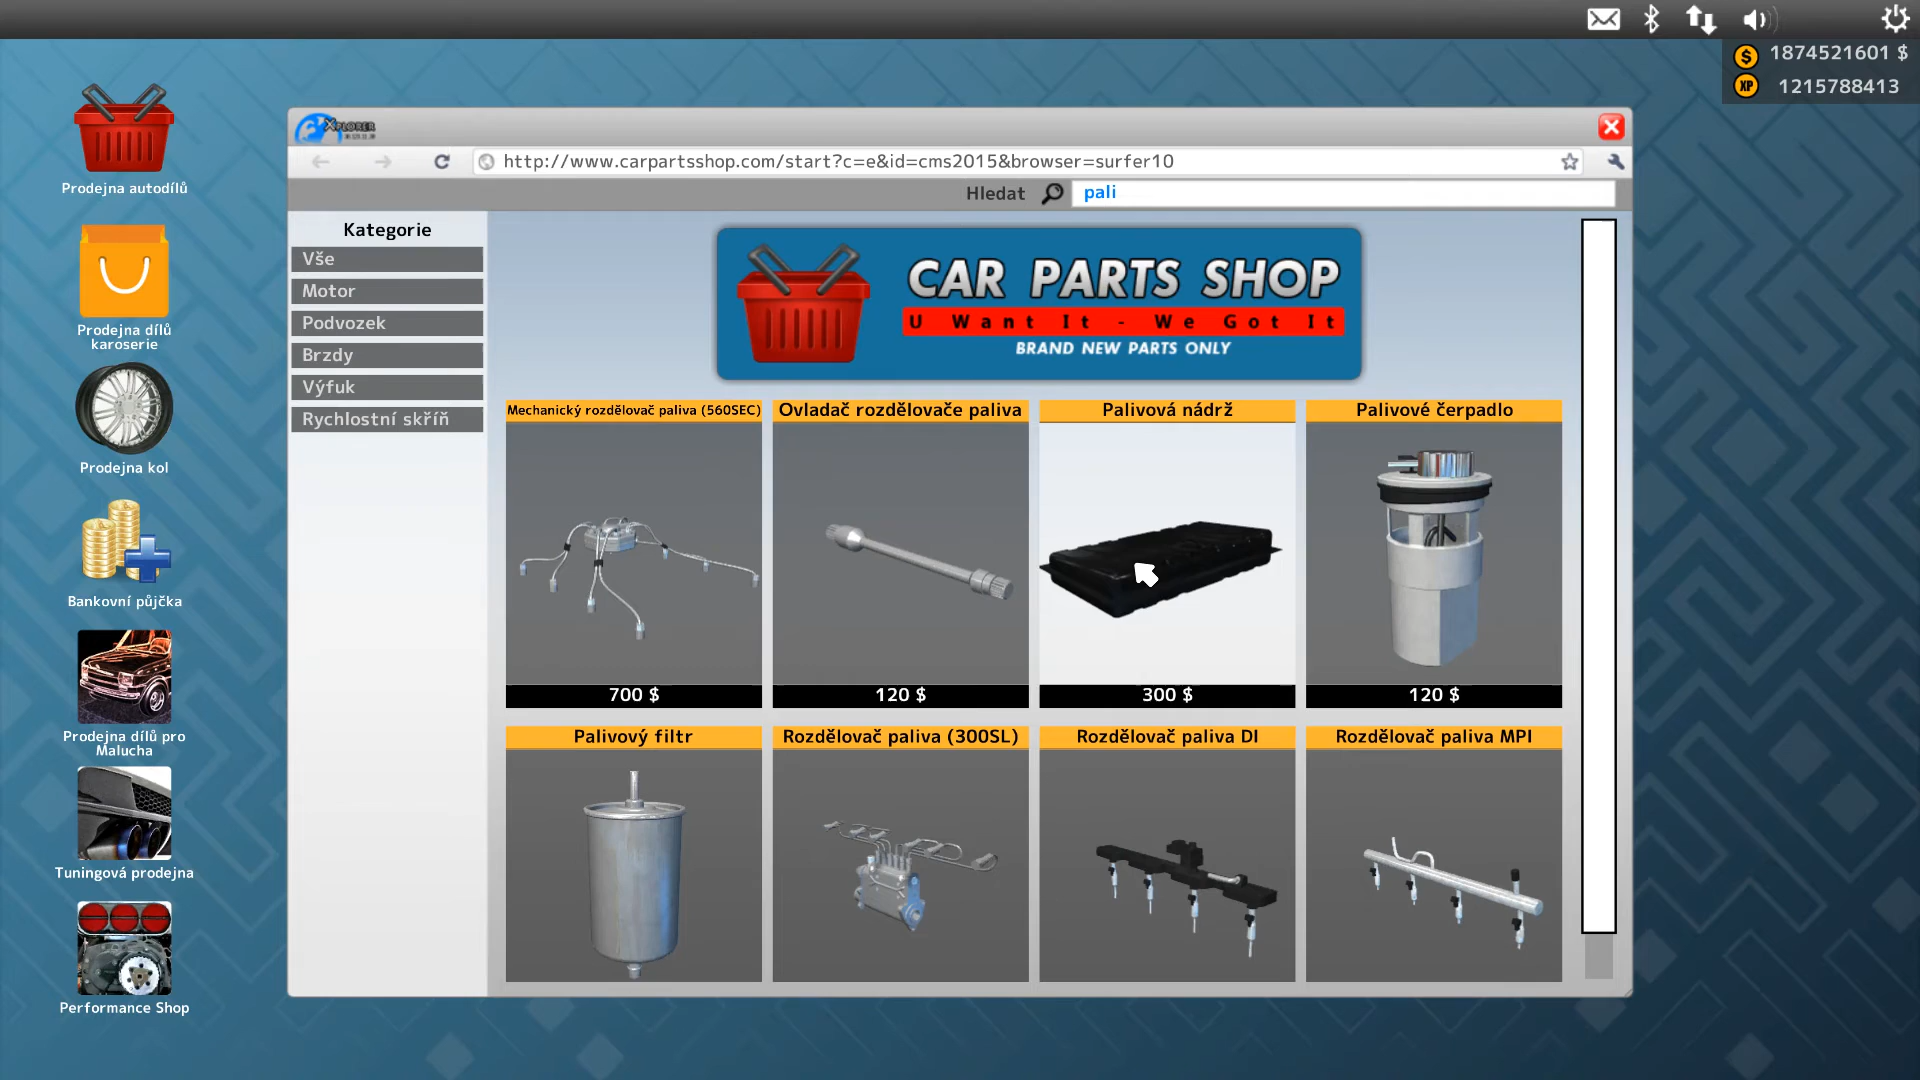 1874521601 $
XP 1215788413
Prodejna autodílů
Prodejna dílů
karoserie
Prodejna kol
Bankovní půjčka
Prodejna dílů pro
Malucha
Tuningová prodejna
Performance Shop
XPLORER
http://www.carpartsshop.com/start?c=e&id=cms2015&browser=surfer10
Hledat pali
Kategorie
Vše
Motor
Podvozek
Brzdy
Výfuk
Rychlostní skříň
CAR PARTS SHOP
U Want It - We Got It
BRAND NEW PARTS ONLY
Mechanický rozdělovač paliva (560SEC)
700 $
Ovladač rozdělovače paliva
120 $
Palivová nádrž
300 $
Palivové čerpadlo
120 $
Palivový filtr
Rozdělovač paliva (300SL)
Rozdělovač paliva DI
Rozdělovač paliva MPI